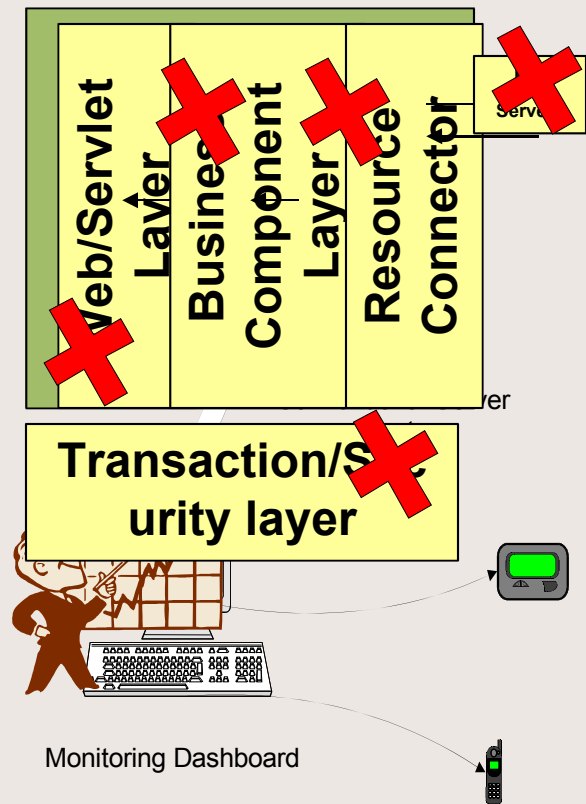 Web/Servlet
Layer
Business
Component
Layer
Resource
Connector
Transaction/Sec
urity layer
Monitoring Dashboard